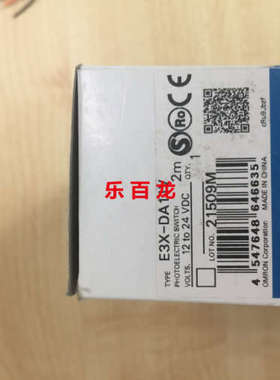 TYPE E3X-DA11V 2m
PHOTOELECTRIC SWITCH QTY. 1
VOLTS. 12 to 24 VDC
LOT NO. 21509M
4 547648 646635
OMRON Corporation MADE IN CHINA
乐百龙